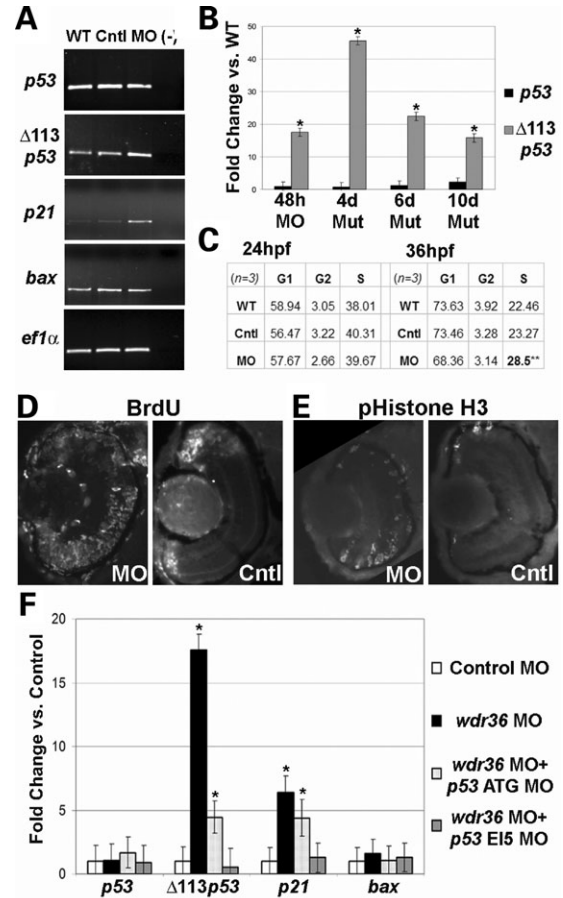 A
WT Cntl MO (-)
p53
Δ113
p53
p21
bax
ef1α
B
Fold Change vs. WT
50
40
30
20
10
0
*
*
*
*
48h
MO
4d
Mut
6d
Mut
10d
Mut
p53
Δ113
p53
C
24hpf
36hpf
(n=3) G1 G2 S (n=3) G1 G2 S
WT 58.94 3.05 38.01 WT 73.63 3.92 22.46
Cntl 56.47 3.22 40.31 Cntl 73.46 3.28 23.27
MO 57.67 2.66 39.67 MO 68.36 3.14 28.5**
D
BrdU
MO
Cntl
E
pHistone H3
MO
Cntl
F
Fold Change vs. Control
20
15
10
5
0
*
*
*
*
p53
Δ113p53
p21
bax
Control MO
wdr36 MO
wdr36 MO+
p53 ATG MO
wdr36 MO+
p53 EI5 MO